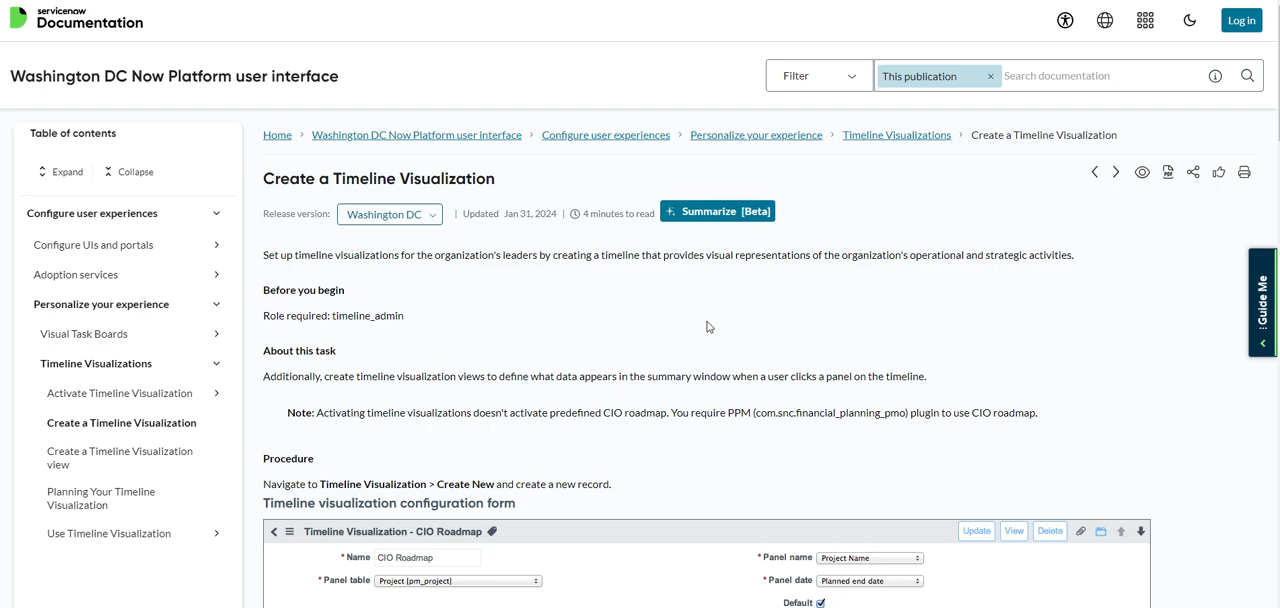 servicenow
Documentation
Log in
Washington DC Now Platform user interface
Filter
This publication ×
Search documentation
Table of contents
Expand
Collapse
Configure user experiences
Configure UIs and portals
Adoption services
Personalize your experience
Visual Task Boards
Timeline Visualizations
Activate Timeline Visualization
Create a Timeline Visualization
Create a Timeline Visualization
view
Planning Your Timeline
Visualization
Use Timeline Visualization
Home > Washington DC Now Platform user interface > Configure user experiences > Personalize your experience > Timeline Visualizations > Create a Timeline Visualization
Create a Timeline Visualization
PDF
Release version: Washington DC | Updated Jan 31, 2024 | 4 minutes to read Summarize [Beta]
Set up timeline visualizations for the organization's leaders by creating a timeline that provides visual representations of the organization's operational and strategic activities.
Before you begin
Role required: timeline_admin
About this task
Additionally, create timeline visualization views to define what data appears in the summary window when a user clicks a panel on the timeline.
Note: Activating timeline visualizations doesn't activate predefined CIO roadmap. You require PPM (com.snc.financial_planning_pmo) plugin to use CIO roadmap.
Procedure
Navigate to Timeline Visualization > Create New and create a new record.
Timeline visualization configuration form
Timeline Visualization - CIO Roadmap
Update View Delete
* Name CIO Roadmap
* Panel name Project Name
* Panel table Project [pm_project]
* Panel date Planned end date
Default
Guide Me